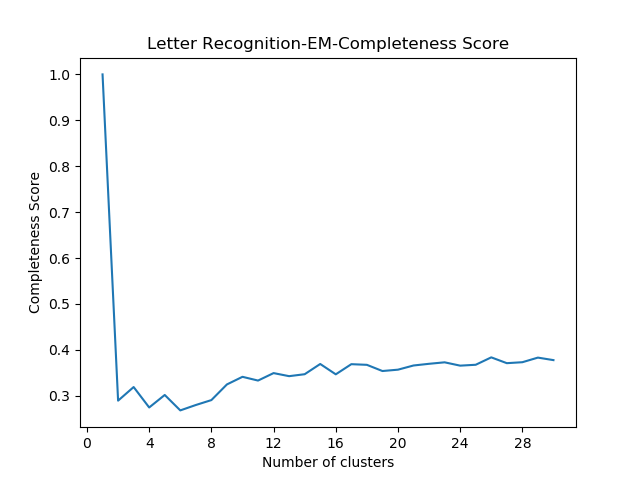 Letter Recognition-EM-Completeness Score
1.0
0.9
0.8
0.7
0.6
0.5
0.4
0.3
Completeness Score
0 4 8 12 16 20 24 28
Number of clusters